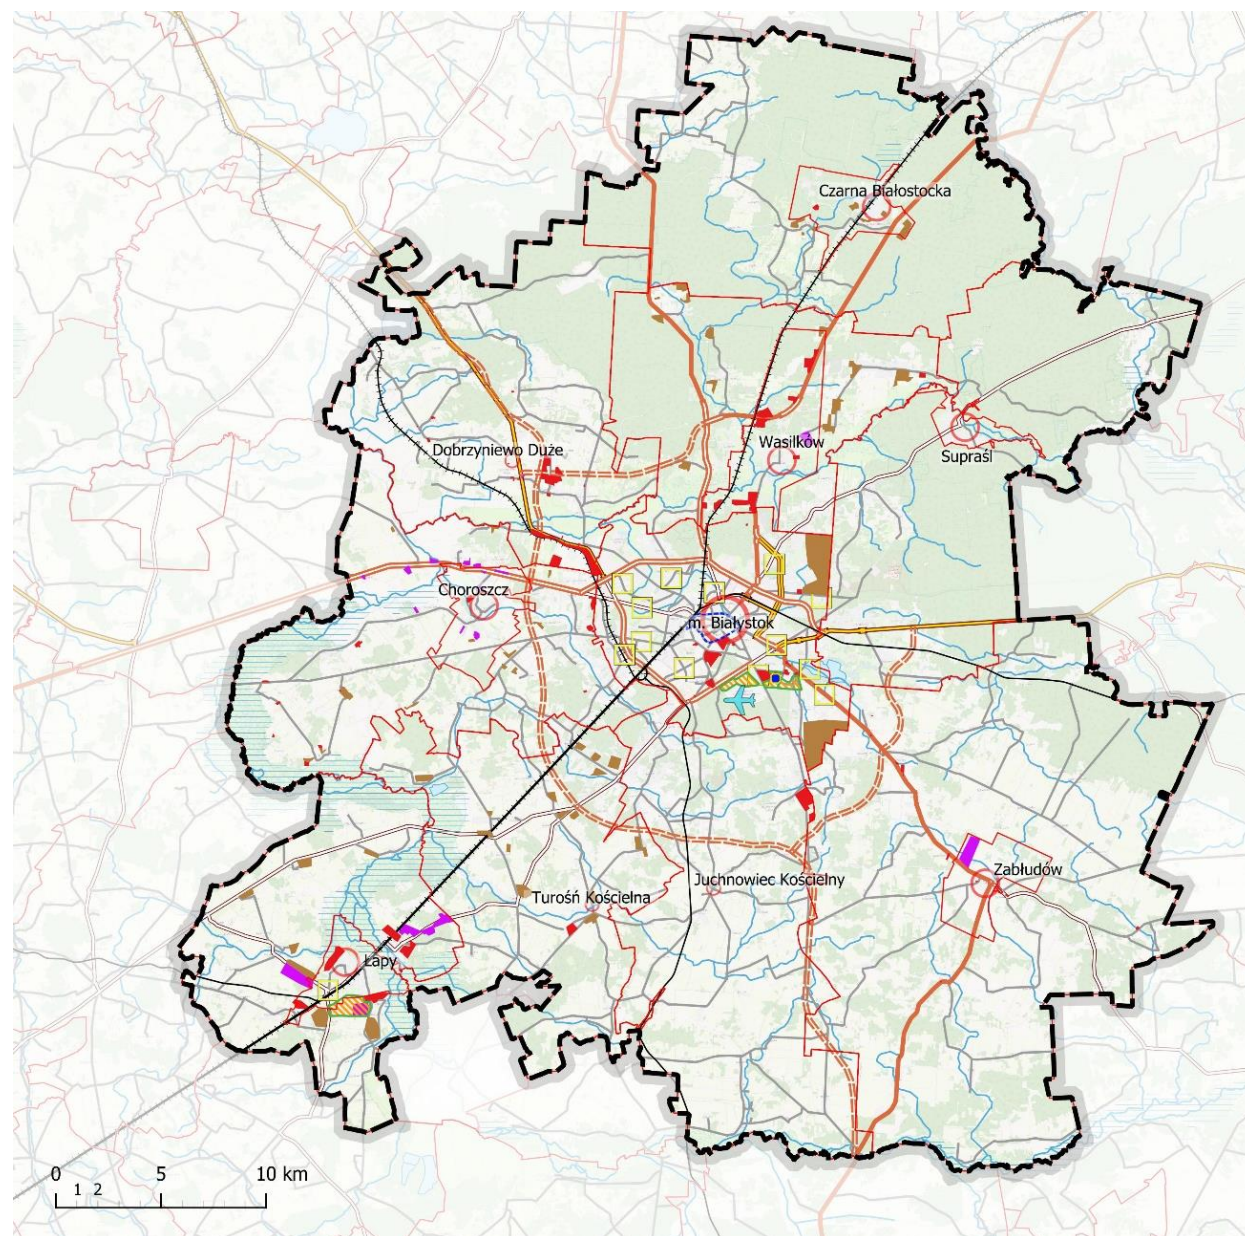 Czarna Białostocka
Wasilków
Dobrzyniewo Duże
Supraśl
Choroszcz
m. Białystok
Zabłudów
Juchnowiec Kościelny
Turośń Kościelna
Łapy
0 1 2 5 10 km